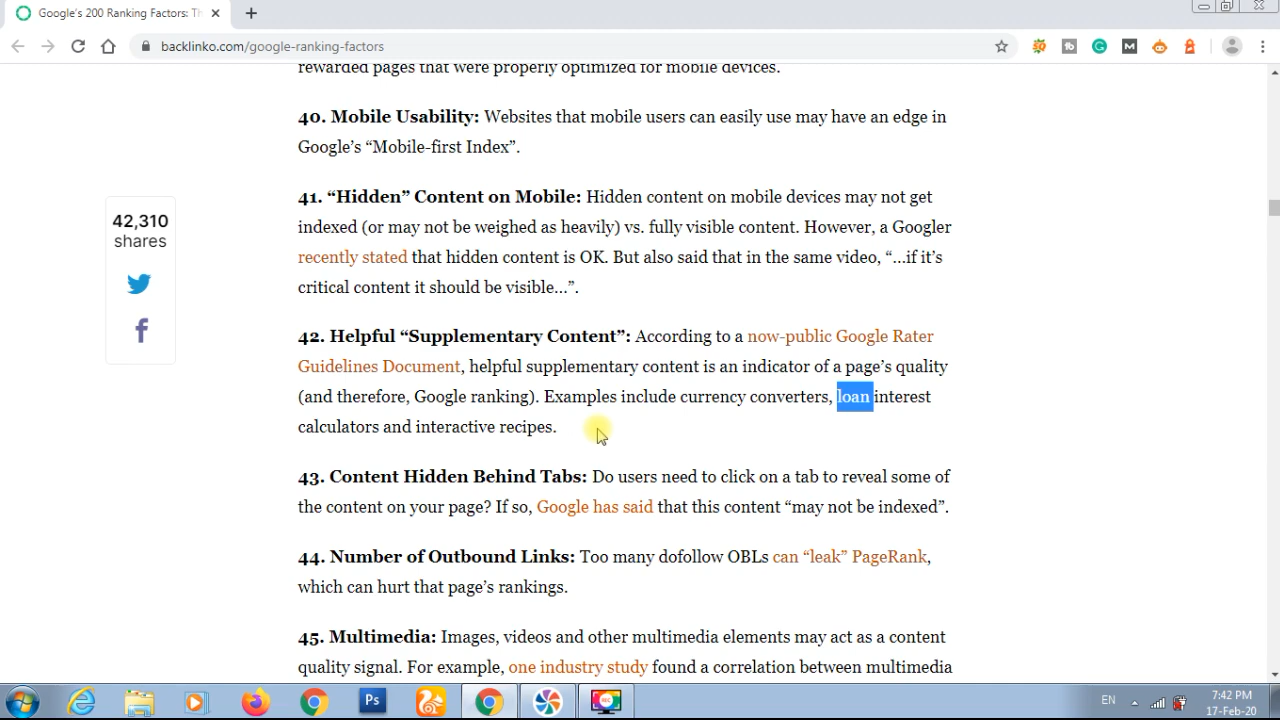 Google's 200 Ranking Factors: Th
backlinko.com/google-ranking-factors
rewarded pages that were properly optimized for mobile devices.
40. Mobile Usability: Websites that mobile users can easily use may have an edge in
Google’s “Mobile-first Index”.
41. “Hidden” Content on Mobile: Hidden content on mobile devices may not get
indexed (or may not be weighed as heavily) vs. fully visible content. However, a Googler
recently stated that hidden content is OK. But also said that in the same video, “…if it’s
critical content it should be visible…”.
42,310
shares
42. Helpful “Supplementary Content”: According to a now-public Google Rater
Guidelines Document, helpful supplementary content is an indicator of a page’s quality
(and therefore, Google ranking). Examples include currency converters, loan interest
calculators and interactive recipes.
43. Content Hidden Behind Tabs: Do users need to click on a tab to reveal some of
the content on your page? If so, Google has said that this content “may not be indexed”.
44. Number of Outbound Links: Too many dofollow OBLs can “leak” PageRank,
which can hurt that page’s rankings.
45. Multimedia: Images, videos and other multimedia elements may act as a content
quality signal. For example, one industry study found a correlation between multimedia
Ps
EN
7:42 PM
17-Feb-20